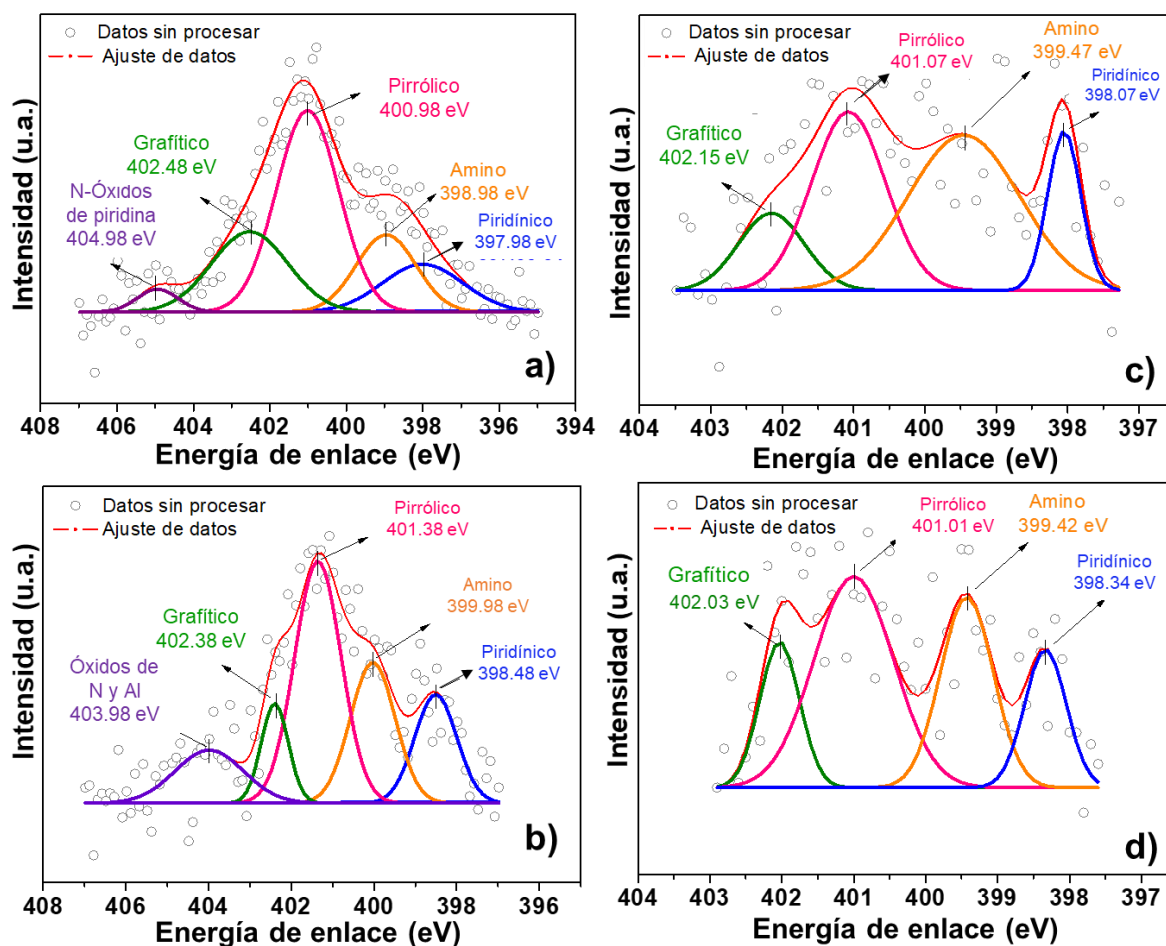 Datos sin procesar
Ajuste de datos
Pirrólico
400.98 eV
Grafítico
402.48 eV
N-Óxidos
de piridina
404.98 eV
Amino
398.98 eV
Piridínico
397.98 eV
a)
Intensidad (u.a.)
408 406 404 402 400 398 396 394
Energía de enlace (eV)
Datos sin procesar
Ajuste de datos
Pirrólico
401.07 eV
Amino
399.47 eV
Piridínico
398.07 eV
Grafítico
402.15 eV
c)
Intensidad (u.a.)
404 403 402 401 400 399 398 397
Energía de enlace (eV)
Datos sin procesar
Ajuste de datos
Pirrólico
401.38 eV
Grafítico
402.38 eV
Amino
399.98 eV
Óxidos de
N y Al
403.98 eV
Piridínico
398.48 eV
b)
Intensidad (u.a.)
408 406 404 402 400 398 396
Energía de enlace (eV)
Datos sin procesar
Ajuste de datos
Pirrólico
401.01 eV
Amino
399.42 eV
Grafítico
402.03 eV
Piridínico
398.34 eV
d)
Intensidad (u.a.)
403 402 401 400 399 398 397
Energía de enlace (eV)